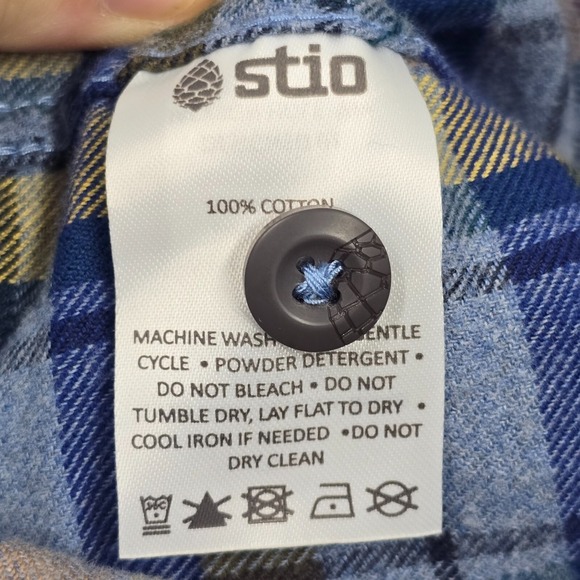 stio
100% COTTON
MACHINE WASH GENTLE
CYCLE • POWDER DETERGENT •
DO NOT BLEACH • DO NOT
TUMBLE DRY, LAY FLAT TO DRY •
COOL IRON IF NEEDED •DO NOT
DRY CLEAN